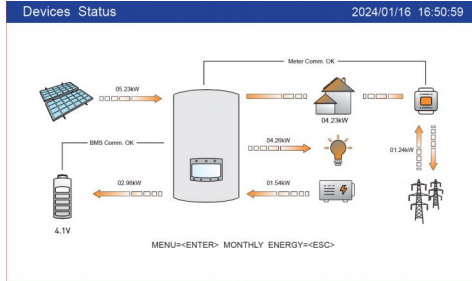 Devices Status 2024/01/16 16:50:59
Meter Comm. OK
05.23kW
04.23kW
BMS Comm. OK
04.26kW
01.24kW
02.96kW
01.54kW
4.1V
MENU=<ENTER> MONTHLY ENERGY=<ESC>